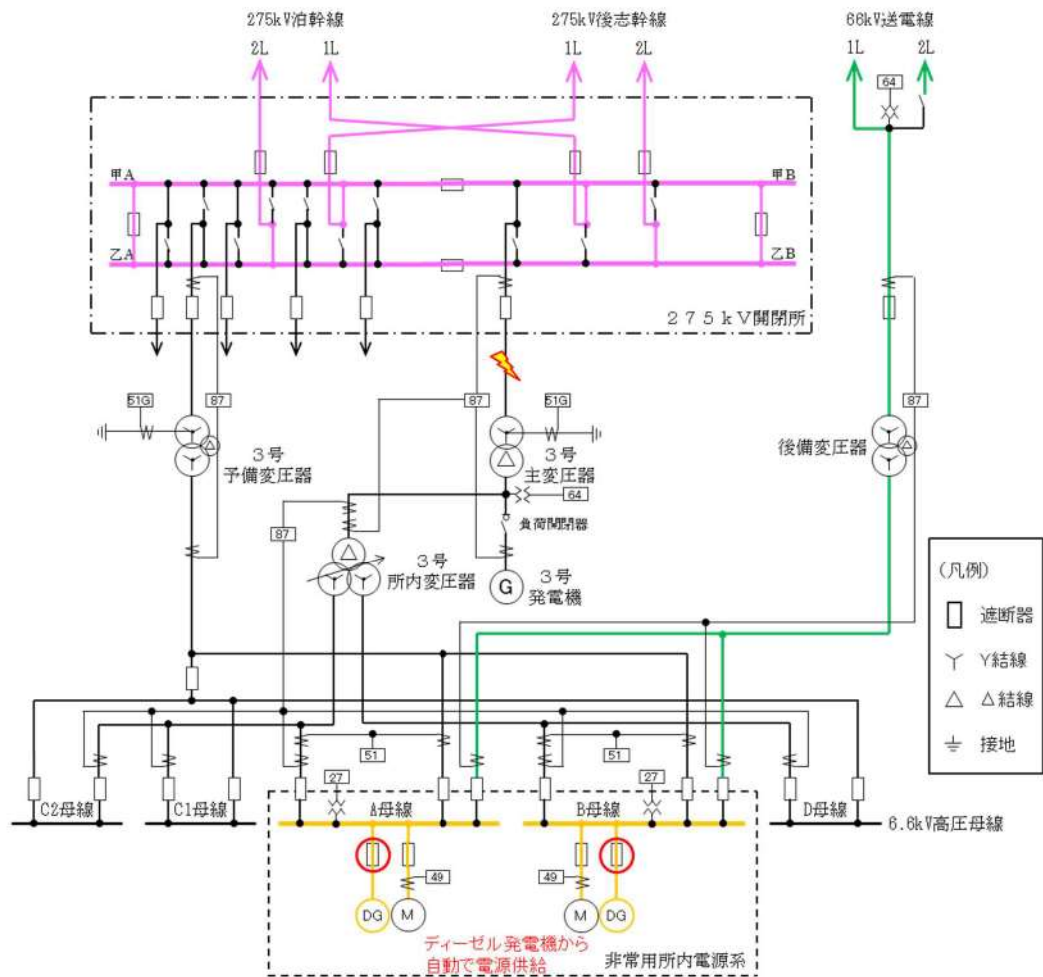 275kV泊幹線 275kV後志幹線 66kV送電線
2L 1L 1L 2L 1L 2L
64
甲A 甲B
乙A 乙B
275kV開閉所
51G 87 87 51G 87
3号
予備変圧器
3号
主変圧器
後備変圧器
64
87
負荷開閉器
3号
所内変圧器
G
3号
発電機
(凡例)
遮断器
Y結線
△結線
接地
51 51
27 27
C2母線 C1母線 A母線 B母線 D母線
6.6kV高圧母線
49 49
DG M M DG
ディーゼル発電機から
自動で電源供給
非常用所内電源系